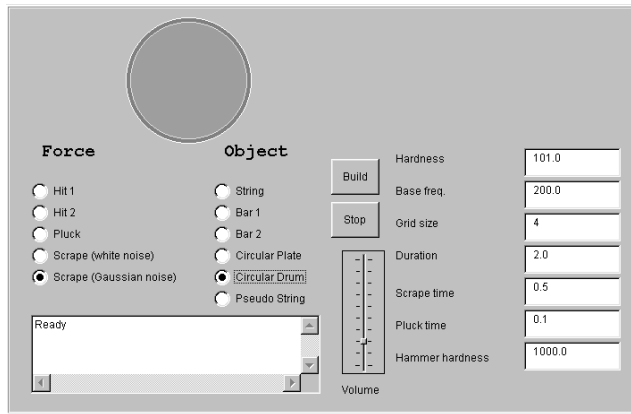 Force
Hit 1
Hit 2
Pluck
Scrape (white noise)
Scrape (Gaussian noise)
Object
String
Bar 1
Bar 2
Circular Plate
Circular Drum
Pseudo String
Ready
Build
Stop
Volume
Hardness 101.0
Base freq. 200.0
Grid size 4
Duration 2.0
Scrape time 0.5
Pluck time 0.1
Hammer hardness 1000.0